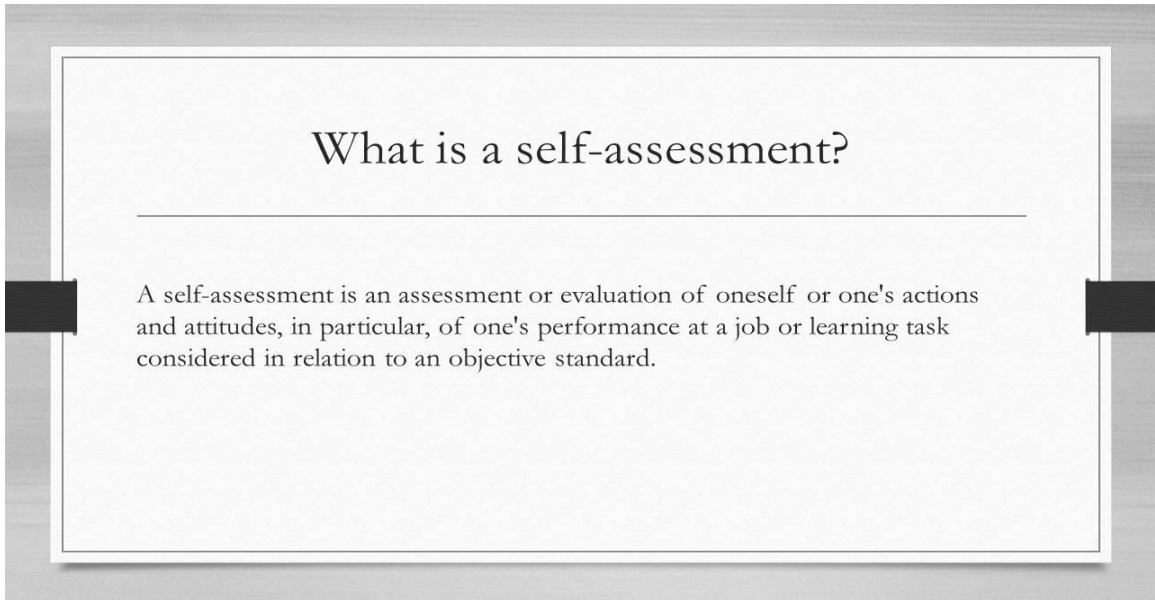 What is a self-assessment?
A self-assessment is an assessment or evaluation of oneself or one's actions
and attitudes, in particular, of one's performance at a job or learning task
considered in relation to an objective standard.